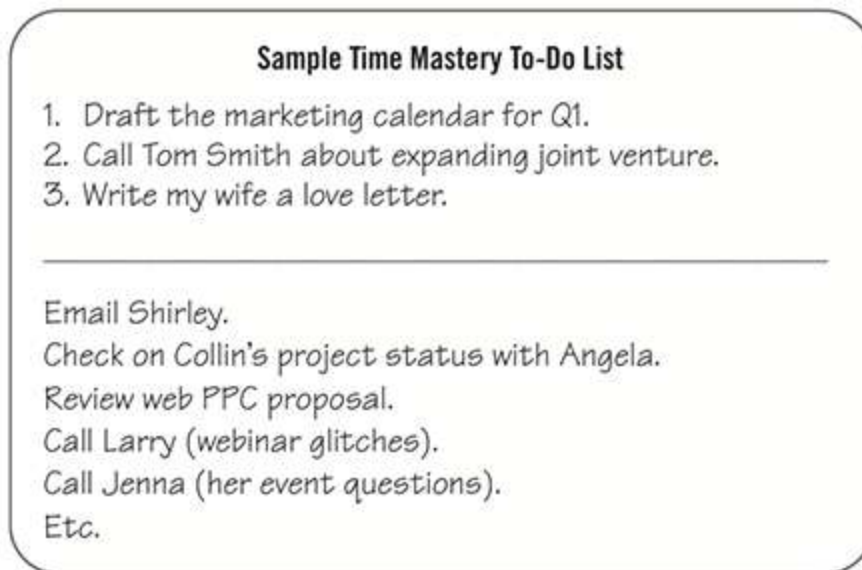 Sample Time Mastery To-Do List
1. Draft the marketing calendar for Q1.
2. Call Tom Smith about expanding joint venture.
3. Write my wife a love letter.
Email Shirley.
Check on Collin's project status with Angela.
Review web PPC proposal.
Call Larry (webinar glitches).
Call Jenna (her event questions).
Etc.